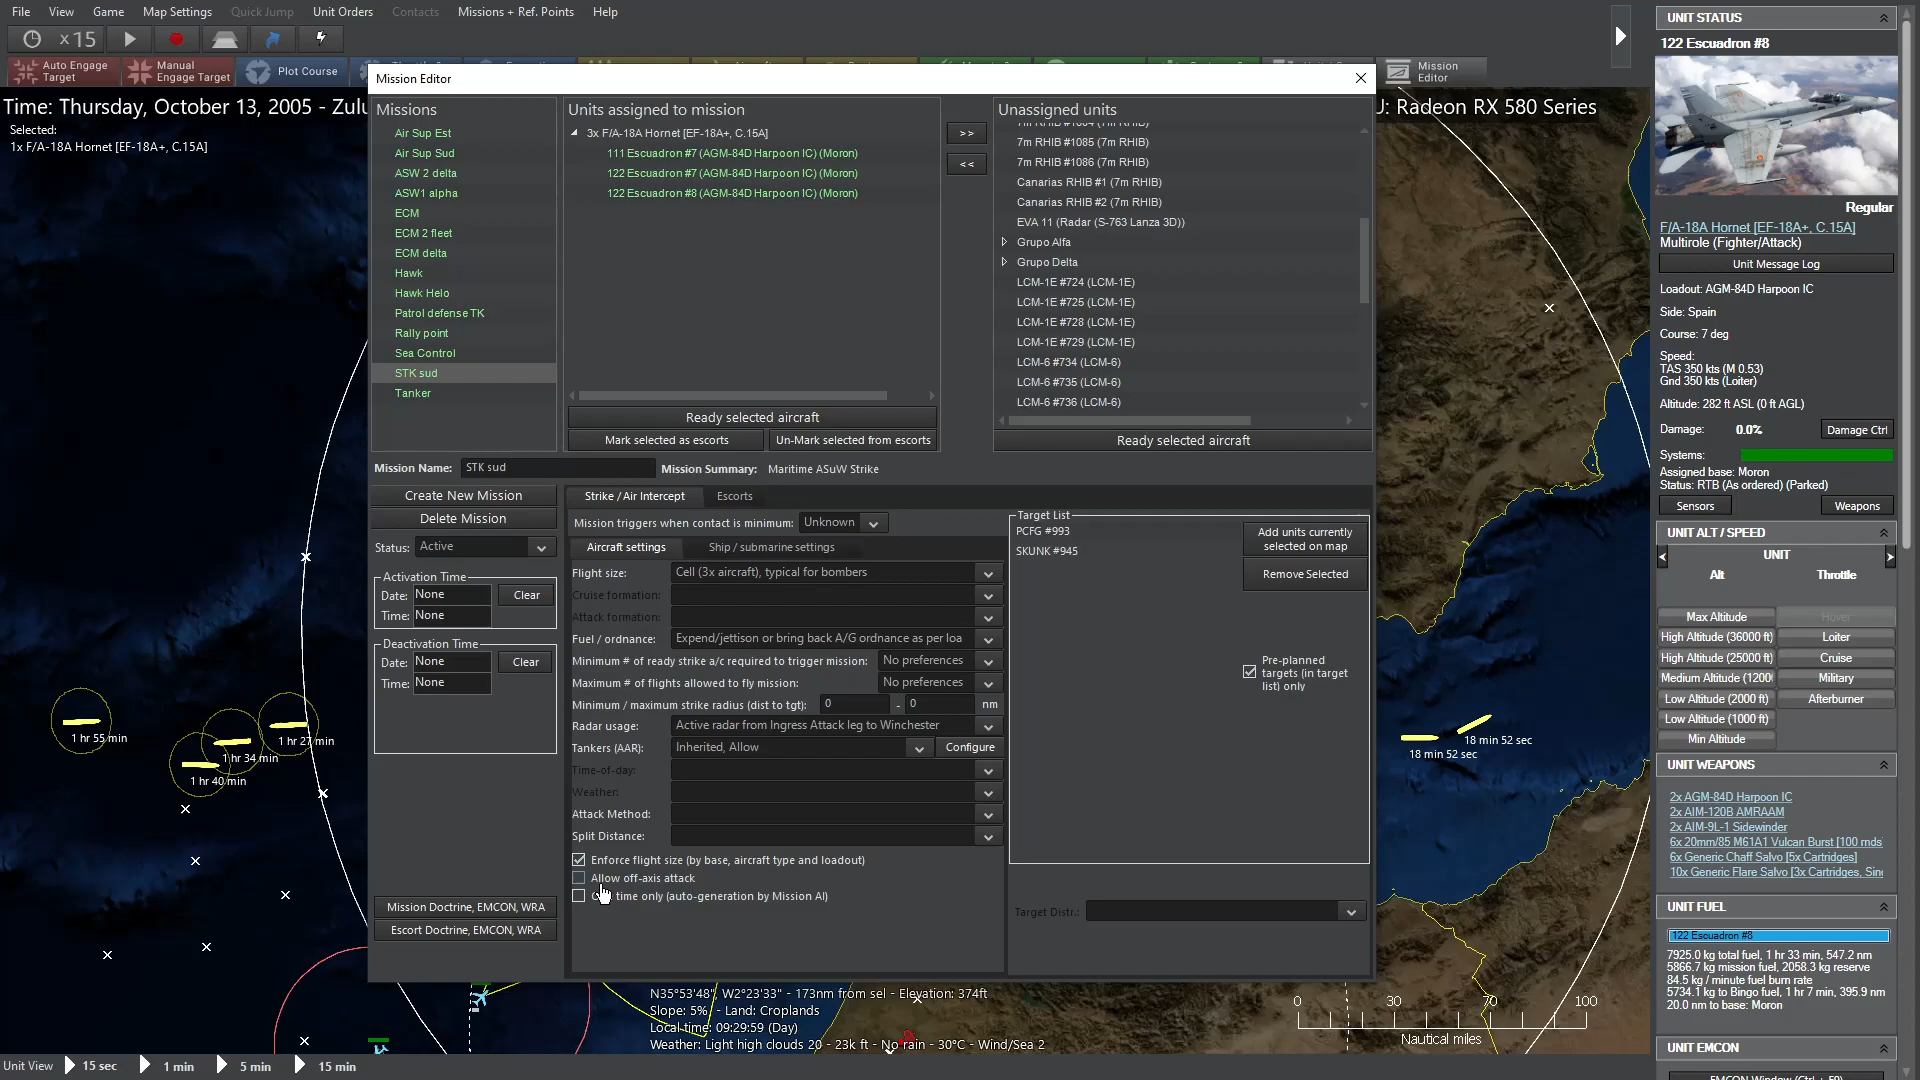 File View Game Map Settings Quick Jump Unit Orders Contacts Missions + Ref. Points Help
x 15
Auto Engage Target
Manual Engage Target
Plot Course
Mission Editor
Time: Thursday, October 13, 2005 - Zulu
Selected:
1x F/A-18A Hornet [EF-18A+, C.15A]
J: Radeon RX 580 Series
Mission Editor
Missions
Air Sup Est
Air Sup Sud
ASW 2 delta
ASW1 alpha
ECM
ECM 2 fleet
ECM delta
Hawk
Hawk Helo
Patrol defense TK
Rally point
Sea Control
STK sud
Tanker
Units assigned to mission
3x F/A-18A Hornet [EF-18A+, C.15A]
111 Escuadron #7 (AGM-84D Harpoon IC) (Moron)
122 Escuadron #7 (AGM-84D Harpoon IC) (Moron)
122 Escuadron #8 (AGM-84D Harpoon IC) (Moron)
Ready selected aircraft
Mark selected as escorts
Un-Mark selected from escorts
>>
<<
Unassigned units
7m RHIB #1085 (7m RHIB)
7m RHIB #1086 (7m RHIB)
Canarias RHIB #1 (7m RHIB)
Canarias RHIB #2 (7m RHIB)
EVA 11 (Radar (S-763 Lanza 3D))
Grupo Alfa
Grupo Delta
LCM-1E #724 (LCM-1E)
LCM-1E #725 (LCM-1E)
LCM-1E #728 (LCM-1E)
LCM-1E #729 (LCM-1E)
LCM-6 #734 (LCM-6)
LCM-6 #735 (LCM-6)
LCM-6 #736 (LCM-6)
Ready selected aircraft
Mission Name: STK sud Mission Summary: Maritime ASuW Strike
Create New Mission
Delete Mission
Status: Active
Activation Time
Date: None Clear
Time: None
Deactivation Time
Date: None Clear
Time: None
Mission Doctrine, EMCON, WRA
Escort Doctrine, EMCON, WRA
Strike / Air Intercept Escorts
Mission triggers when contact is minimum: Unknown
Aircraft settings Ship / submarine settings
Flight size: Cell (3x aircraft), typical for bombers
Cruise formation:
Attack formation:
Fuel / ordnance: Expend/jettison or bring back A/G ordnance as per loa
Minimum # of ready strike a/c required to trigger mission: No preferences
Maximum # of flights allowed to fly mission: No preferences
Minimum / maximum strike radius (dist to tgt): 0 - 0 nm
Radar usage: Active radar from Ingress Attack leg to Winchester
Tankers (AAR): Inherited, Allow Configure
Time-of-day:
Weather:
Attack Method:
Split Distance:
Enforce flight size (by base, aircraft type and loadout)
Allow off-axis attack
time only (auto-generation by Mission AI)
Target List
PCFG #993
SKUNK #945
Add units currently selected on map
Remove Selected
Pre-planned
targets (in target
list) only
Target Distr.:
1 hr 55 min
1 hr 27 min
1 hr 34 min
1 hr 40 min
18 min 52 sec
18 min 52 sec
N35°53'48", W2°23'33" - 173nm from sel - Elevation: 374ft
Slope: 5% - Land: Croplands
Local time: 09:29:59 (Day)
Weather: Light high clouds 20 - 23k ft - No rain - 30°C - Wind/Sea 2
0 30 70 100
Nautical miles
Unit View 15 sec 1 min 5 min 15 min
UNIT STATUS
122 Escuadron #8
Regular
F/A-18A Hornet [EF-18A+, C.15A]
Multirole (Fighter/Attack)
Unit Message Log
Loadout: AGM-84D Harpoon IC
Side: Spain
Course: 7 deg
Speed:
TAS 350 kts (M 0.53)
Gnd 350 kts (Loiter)
Altitude: 282 ft ASL (0 ft AGL)
Damage: 0.0% Damage Ctrl
Systems:
Assigned base: Moron
Status: RTB (As ordered) (Parked)
Sensors Weapons
UNIT ALT / SPEED
UNIT
Alt Throttle
Max Altitude Hover
High Altitude (36000 ft) Loiter
High Altitude (25000 ft) Cruise
Medium Altitude (1200 Military
Low Altitude (2000 ft) Afterburner
Low Altitude (1000 ft)
Min Altitude
UNIT WEAPONS
2x AGM-84D Harpoon IC
2x AIM-120B AMRAAM
2x AIM-9L-1 Sidewinder
6x 20mm/85 M61A1 Vulcan Burst [100 rnds
6x Generic Chaff Salvo [5x Cartridges]
10x Generic Flare Salvo [3x Cartridges, Sin
UNIT FUEL
122 Escuadron #8
7925.0 kg total fuel, 1 hr 33 min, 547.2 nm
5866.7 kg mission fuel, 2058.3 kg reserve
84.5 kg / minute fuel burn rate
5734.1 kg to Bingo fuel, 1 hr 7 min, 395.9 nm
20.0 nm to base: Moron
UNIT EMCON